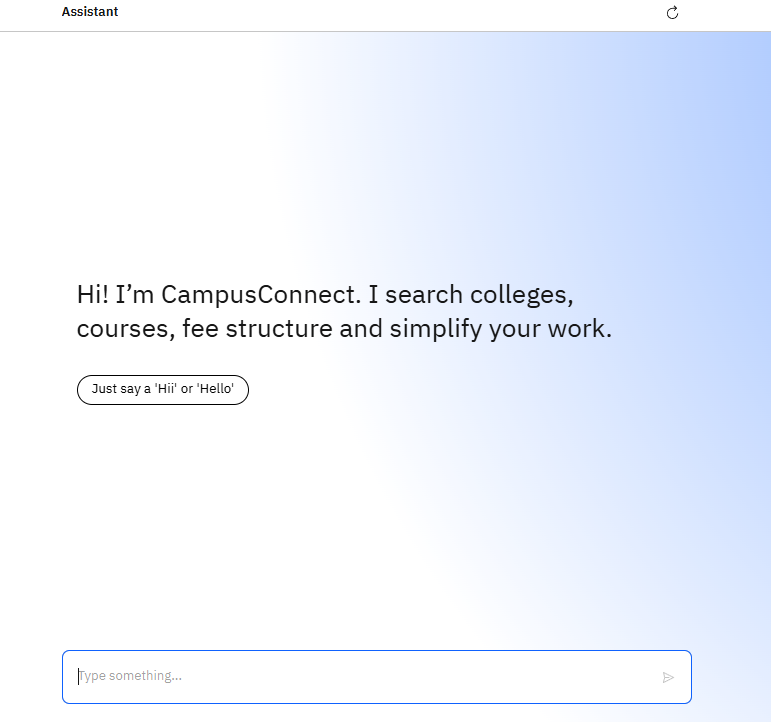 Assistant
Hi! I’m CampusConnect. I search colleges,
courses, fee structure and simplify your work.
Just say a 'Hii' or 'Hello'
Type something...